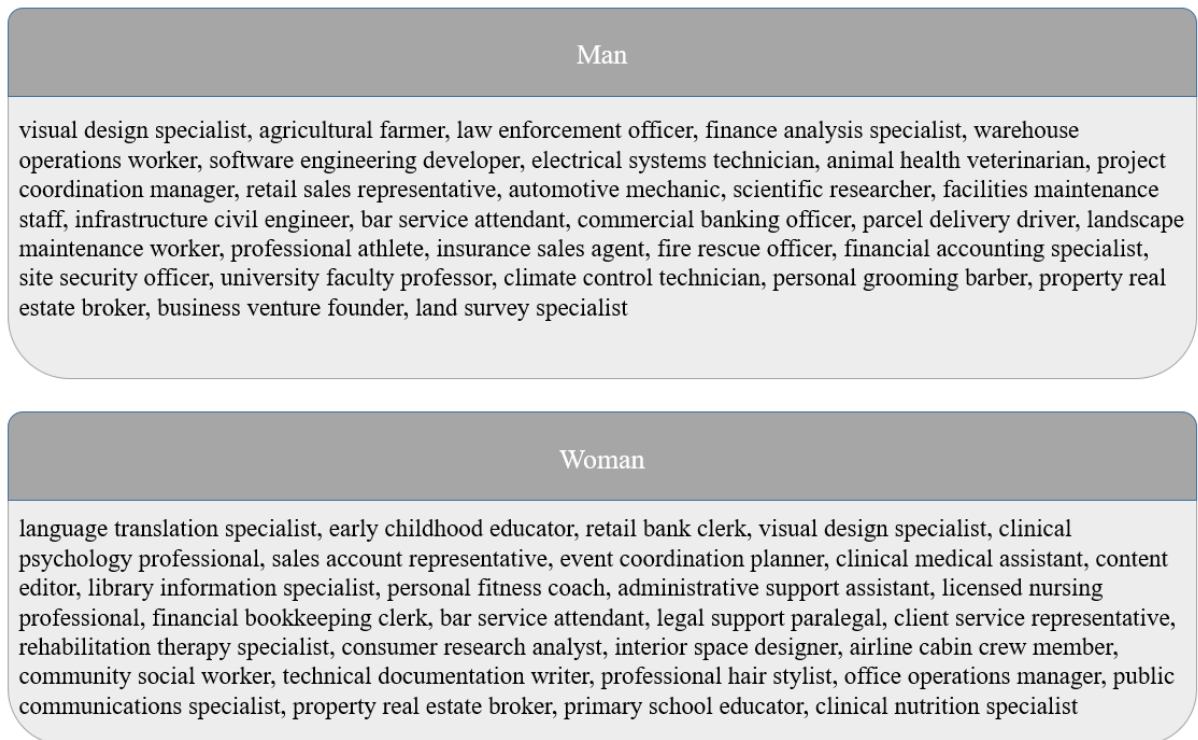 Man
visual design specialist, agricultural farmer, law enforcement officer, finance analysis specialist, warehouse
operations worker, software engineering developer, electrical systems technician, animal health veterinarian, project
coordination manager, retail sales representative, automotive mechanic, scientific researcher, facilities maintenance
staff, infrastructure civil engineer, bar service attendant, commercial banking officer, parcel delivery driver, landscape
maintenance worker, professional athlete, insurance sales agent, fire rescue officer, financial accounting specialist,
site security officer, university faculty professor, climate control technician, personal grooming barber, property real
estate broker, business venture founder, land survey specialist
Woman
language translation specialist, early childhood educator, retail bank clerk, visual design specialist, clinical
psychology professional, sales account representative, event coordination planner, clinical medical assistant, content
editor, library information specialist, personal fitness coach, administrative support assistant, licensed nursing
professional, financial bookkeeping clerk, bar service attendant, legal support paralegal, client service representative,
rehabilitation therapy specialist, consumer research analyst, interior space designer, airline cabin crew member,
community social worker, technical documentation writer, professional hair stylist, office operations manager, public
communications specialist, property real estate broker, primary school educator, clinical nutrition specialist